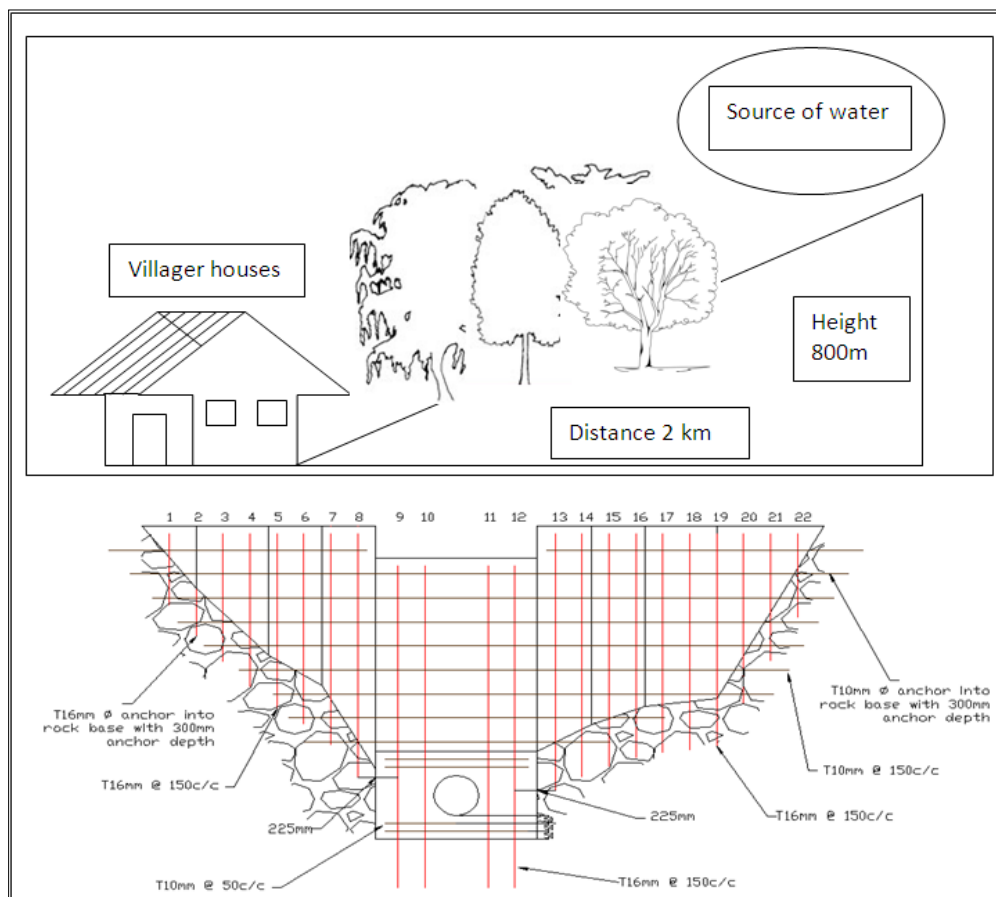 Source of water
Villager houses
Height
800m
Distance 2 km
1 2 3 4 5 6 7 8 9 10 11 12 13 14 15 16 17 18 19 20 21 22
T16mm Ø anchor into
rock base with 300mm
anchor depth
T10mm Ø anchor into
rock base with 300mm
anchor depth
T16mm @ 150c/c
T10mm @ 150c/c
225mm
225mm
T16mm @ 150c/c
T10mm @ 50c/c
T16mm @ 150c/c